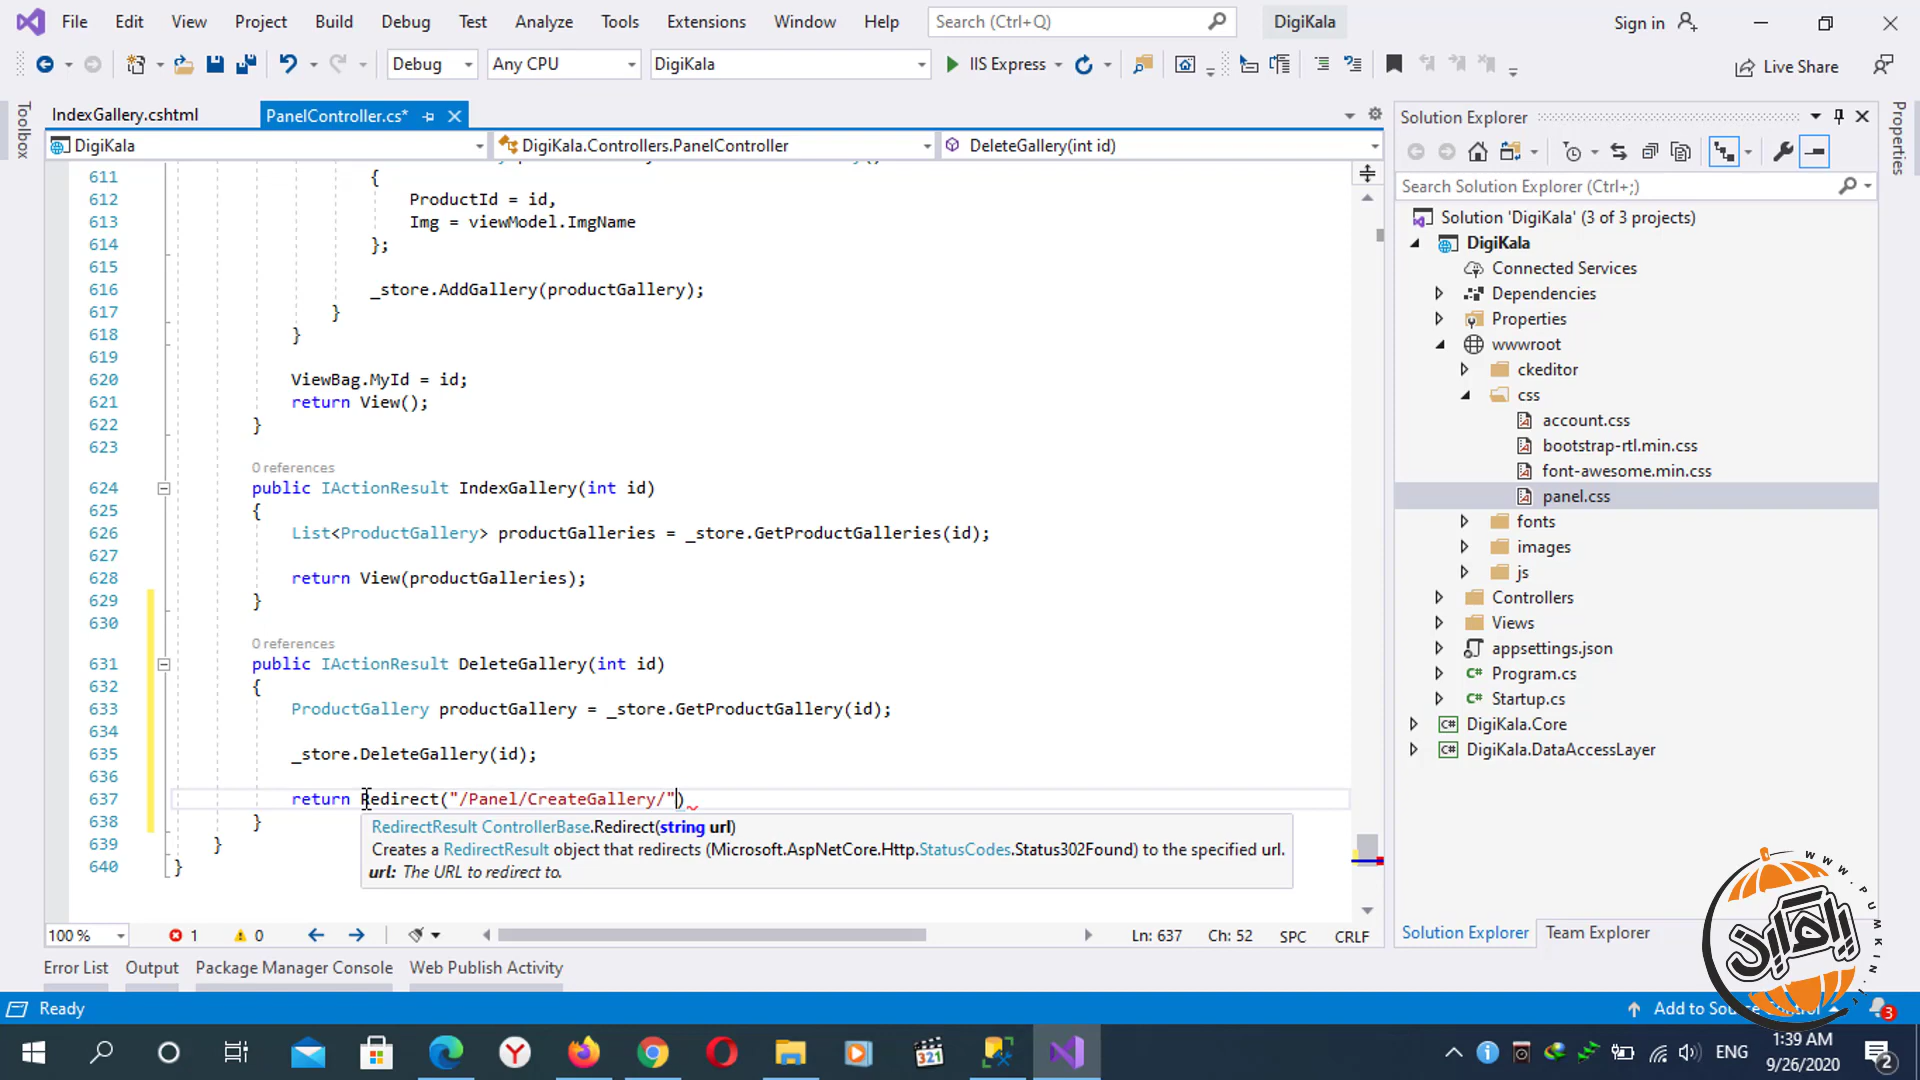 File Edit View Project Build Debug Test Analyze Tools Extensions Window Help Search (Ctrl+Q) DigiKala Sign in
Debug Any CPU DigiKala IIS Express Live Share
Toolbox
IndexGallery.cshtml PanelController.cs*
DigiKala DigiKala.Controllers.PanelController DeleteGallery(int id)
611 {
612 ProductId = id,
613 Img = viewModel.ImgName
614 };
615
616 _store.AddGallery(productGallery);
617 }
618 }
619
620 ViewBag.MyId = id;
621 return View();
622 }
623
0 references
624 public IActionResult IndexGallery(int id)
625 {
626 List<ProductGallery> productGalleries = _store.GetProductGalleries(id);
627
628 return View(productGalleries);
629 }
630
0 references
631 public IActionResult DeleteGallery(int id)
632 {
633 ProductGallery productGallery = _store.GetProductGallery(id);
634
635 _store.DeleteGallery(id);
636
637 return Redirect("/Panel/CreateGallery/")
638 }
639 }
640 }
RedirectResult ControllerBase.Redirect(string url)
Creates a RedirectResult object that redirects (Microsoft.AspNetCore.Http.StatusCodes.Status302Found) to the specified url.
url: The URL to redirect to.
100 % 1 0 Ln: 637 Ch: 52 SPC CRLF
Error List Output Package Manager Console Web Publish Activity
Ready Add to Source Control 3
Solution Explorer
Search Solution Explorer (Ctrl+;)
Solution 'DigiKala' (3 of 3 projects)
DigiKala
Connected Services
Dependencies
Properties
wwwroot
ckeditor
css
account.css
bootstrap-rtl.min.css
font-awesome.min.css
panel.css
fonts
images
js
Controllers
Views
appsettings.json
Program.cs
Startup.cs
DigiKala.Core
DigiKala.DataAccessLayer
Solution Explorer Team Explorer
Properties
321
ENG
1:39 AM
9/26/2020
2